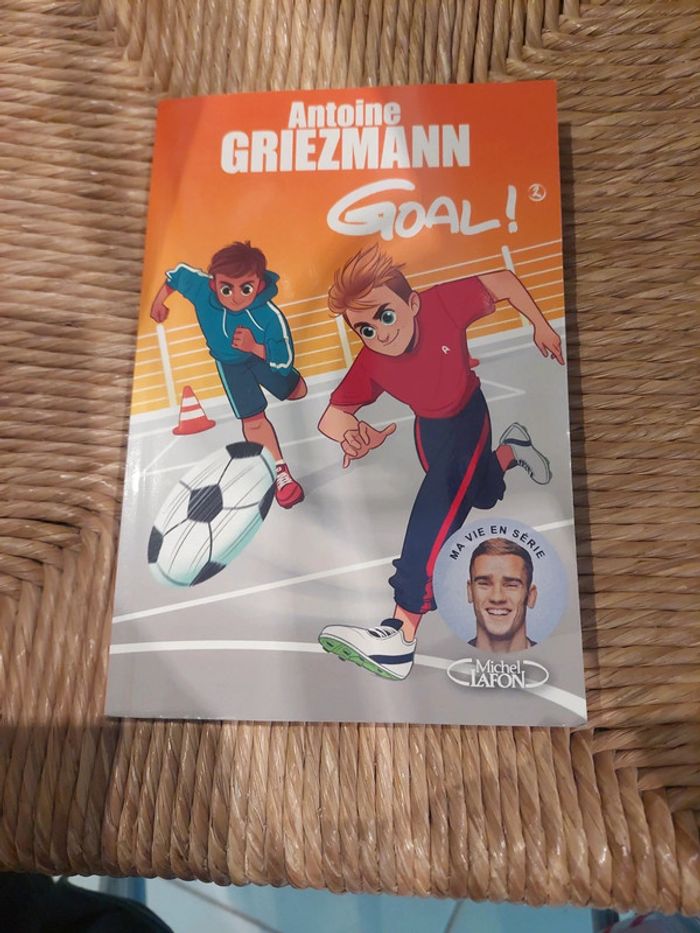 Antoine
GRIEZMANN
GOAL!
2
MA VIE EN SÉRIE
Michel
LAFON